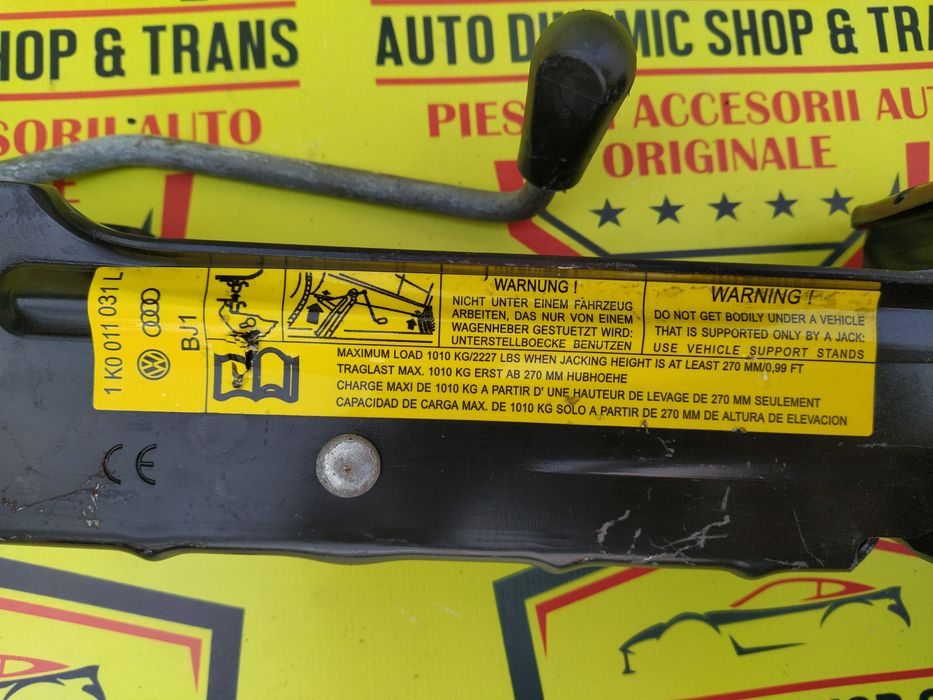 HOP & TRANS
AUTO DY MIC SHOP & TRA
SORII AUTO
PIES I ACCESORII AUT
ORIGINALE
1K0 011 031 L
BJ1
WARNUNG !
NICHT UNTER EINEM FAHRZEUG
ARBEITEN, DAS NUR VON EINEM
WAGENHEBER GESTUETZT WIRD:
UNTERSTELLBOECKE BENUTZEN
WARNING !
DO NOT GET BODILY UNDER A VEHICLE
THAT IS SUPPORTED ONLY BY A JACK:
USE VEHICLE SUPPORT STANDS
MAXIMUM LOAD 1010 KG/2227 LBS WHEN JACKING HEIGHT IS AT LEAST 270 MM/0,99 FT
TRAGLAST MAX. 1010 KG ERST AB 270 MM HUBHOEHE
CHARGE MAXI DE 1010 KG A PARTIR D' UNE HAUTEUR DE LEVAGE DE 270 MM SEULEMENT
CAPACIDAD DE CARGA MAX. DE 1010 KG SOLO A PARTIR DE 270 MM DE ALTURA DE ELEVACION
CE